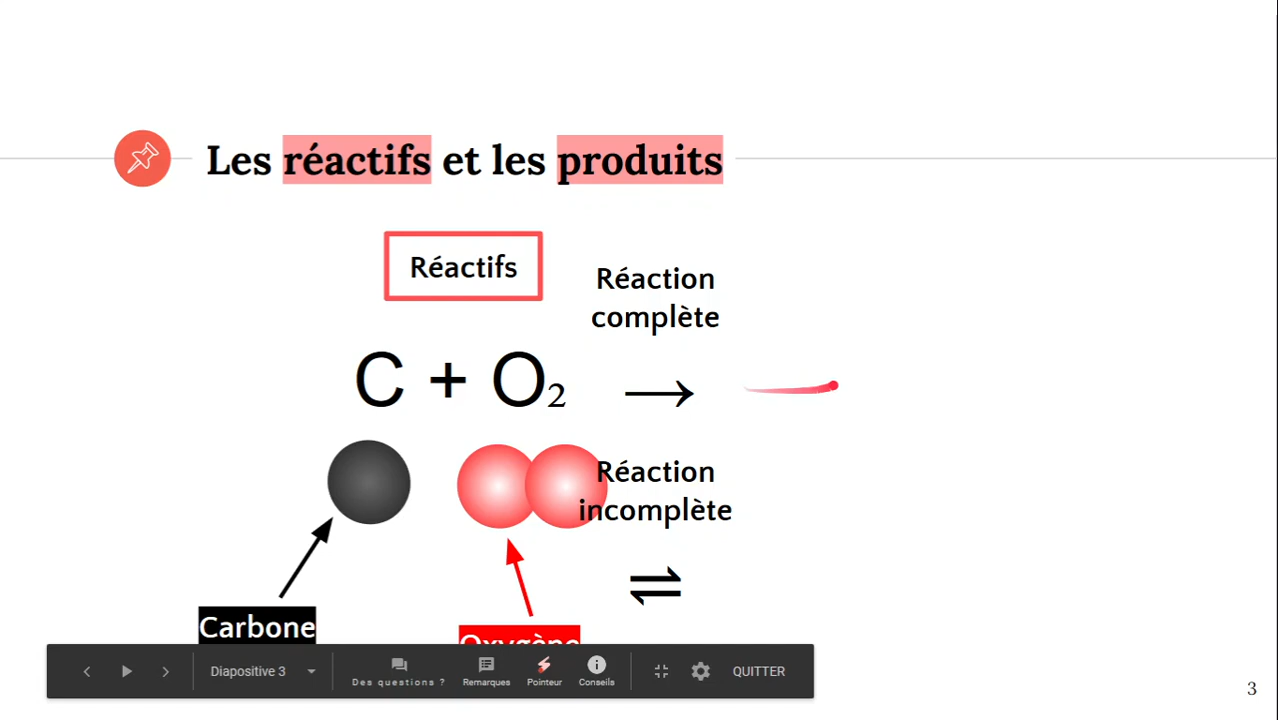 Les réactifs et les produits
Réactifs
Réaction
complète
C + O₂ →
Réaction
incomplète
⇌
Carbone
Oxygène
Diapositive 3
Des questions ?
Remarques
Pointeur
Conseils
QUITTER
3